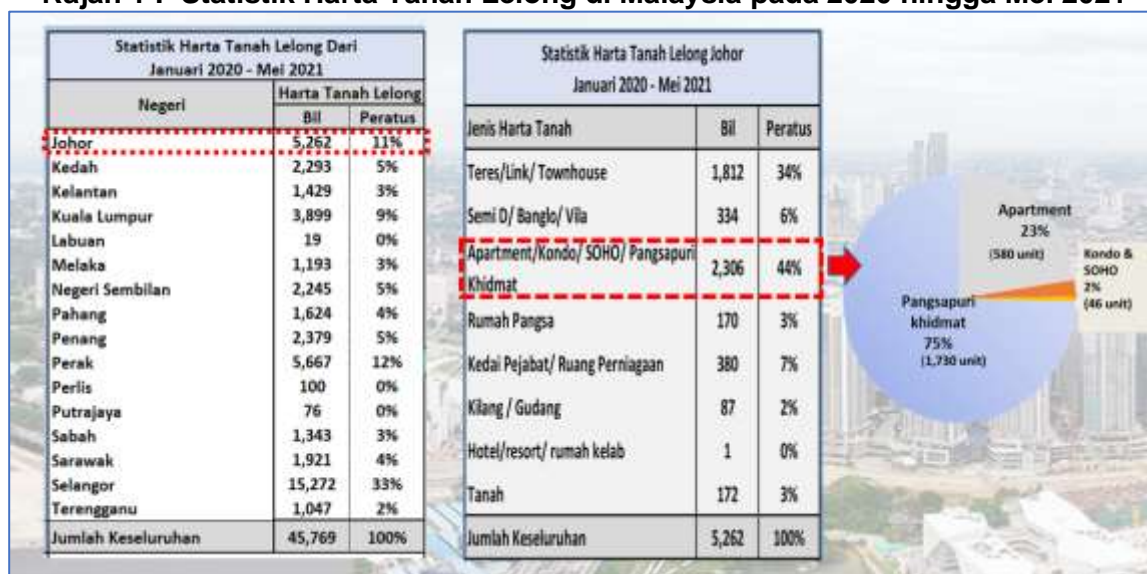 Statistik Harta Tanah Lelong di Malaysia pada 2020 hingga Mei 2021
Statistik Harta Tanah Lelong Dari
Januari 2020 - Mei 2021
Negeri Harta Tanah Lelong
Bil Peratus
Johor 5,262 11%
Kedah 2,293 5%
Kelantan 1,429 3%
Kuala Lumpur 3,899 9%
Labuan 19 0%
Melaka 1,193 3%
Negeri Sembilan 2,245 5%
Pahang 1,624 4%
Penang 2,379 5%
Perak 5,667 12%
Perlis 100 0%
Putrajaya 76 0%
Sabah 1,343 3%
Sarawak 1,921 4%
Selangor 15,272 33%
Terengganu 1,047 2%
Jumlah Keseluruhan 45,769 100%
Statistik Harta Tanah Lelong Johor
Januari 2020 - Mei 2021
Jenis Harta Tanah Bil Peratus
Teres/Link/ Townhouse 1,812 34%
Semi D/ Banglo/ Vila 334 6%
Apartment/Kondo/ SOHO/ Pangsapuri
Khidmat 2,306 44%
Rumah Pangsa 170 3%
Kedai Pejabat/ Ruang Perniagaan 380 7%
Kilang / Gudang 87 2%
Hotel/resort/ rumah kelab 1 0%
Tanah 172 3%
Jumlah Keseluruhan 5,262 100%
Apartment
23%
(580 unit)
Kondo &
SOHO
2%
(46 unit)
Pangsapuri
khidmat
75%
(1,730 unit)